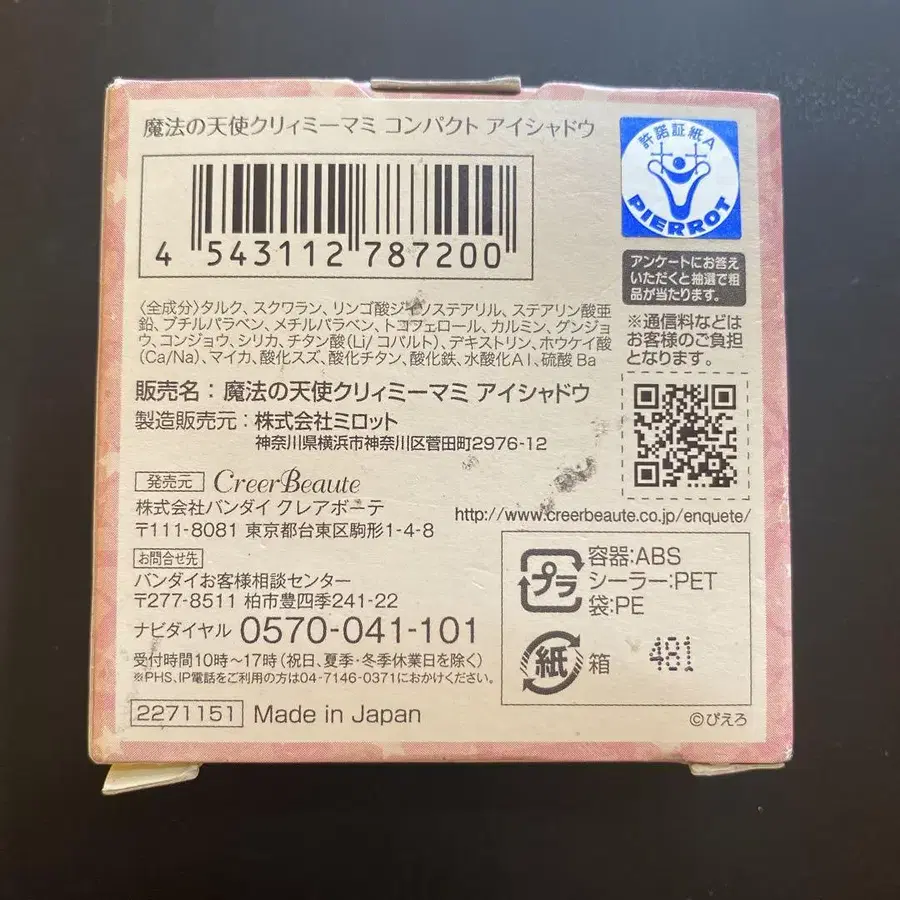 魔法の天使クリィミーマミ コンパクト アイシャドウ
許諾証紙A
PIERROT
4 543112 787200
アンケートにお答え
いただくと抽選で粗
品が当たります。
〈全成分〉タルク、スクワラン、リンゴ酸ジイソステアリル、ステアリン酸亜
鉛、ブチルパラベン、メチルパラベン、トコフェロール、カルミン、グンジョ
ウ、コンジョウ、シリカ、チタン酸(Li/コバルト)、デキストリン、ホウケイ酸
(Ca/Na)、マイカ、酸化スズ、酸化チタン、酸化鉄、水酸化Al、硫酸Ba
※通信料などは
お客様のご負担
となります。
販売名:魔法の天使クリィミーマミ アイシャドウ
製造販売元:株式会社ミロット
神奈川県横浜市神奈川区菅田町2976-12
発売元 CreerBeaute
株式会社バンダイ クレアボーテ
〒111-8081 東京都台東区駒形1-4-8
http://www.creerbeaute.co.jp/enquete/
お問合せ先
バンダイお客様相談センター
〒277-8511 柏市豊四季241-22
ナビダイヤル 0570-041-101
受付時間10時~17時(祝日、夏季・冬季休業日を除く)
※PHS、IP電話をご利用の方は04-7146-0371におかけください。
2271151 Made in Japan
プラ
容器:ABS
シーラー:PET
袋:PE
紙 箱 481
©ぴえろ